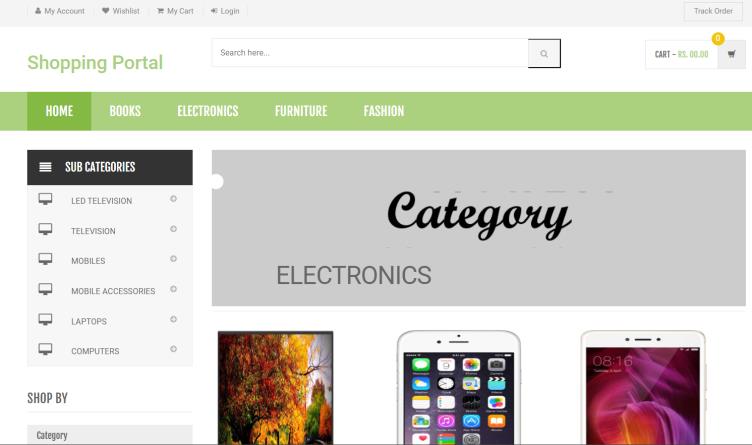 My Account Wishlist My Cart Login Track Order
Shopping Portal
Search here...
CART - RS. 00.00
0
HOME BOOKS ELECTRONICS FURNITURE FASHION
SUB CATEGORIES
LED TELEVISION
TELEVISION
MOBILES
MOBILE ACCESSORIES
LAPTOPS
COMPUTERS
Category
ELECTRONICS
08:16
SHOP BY
Category